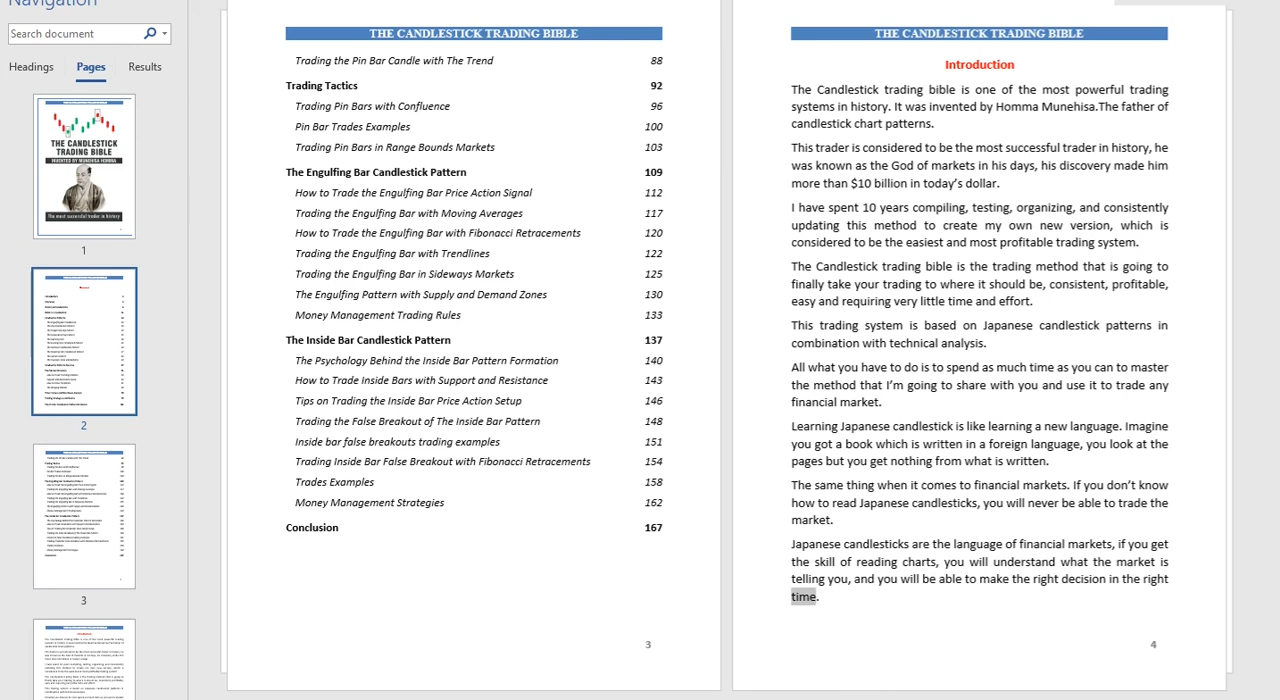 Navigation
Search document
Headings
Pages
Results
THE CANDLESTICK
TRADING BIBLE
INVENTED BY MUNEHISA HOMMA
The most successful trader in history
1
2
3
THE CANDLESTICK TRADING BIBLE
Trading the Pin Bar Candle with The Trend 88
Trading Tactics 92
Trading Pin Bars with Confluence 96
Pin Bar Trades Examples 100
Trading Pin Bars in Range Bounds Markets 103
The Engulfing Bar Candlestick Pattern 109
How to Trade the Engulfing Bar Price Action Signal 112
Trading the Engulfing Bar with Moving Averages 117
How to Trade the Engulfing Bar with Fibonacci Retracements 120
Trading the Engulfing Bar with Trendlines 122
Trading the Engulfing Bar in Sideways Markets 125
The Engulfing Pattern with Supply and Demand Zones 130
Money Management Trading Rules 133
The Inside Bar Candlestick Pattern 137
The Psychology Behind the Inside Bar Pattern Formation 140
How to Trade Inside Bars with Support and Resistance 143
Tips on Trading the Inside Bar Price Action Setup 146
Trading the False Breakout of The Inside Bar Pattern 148
Inside bar false breakouts trading examples 151
Trading Inside Bar False Breakout with Fibonacci Retracements 154
Trades Examples 158
Money Management Strategies 162
Conclusion 167
3
THE CANDLESTICK TRADING BIBLE
Introduction
The Candlestick trading bible is one of the most powerful trading
systems in history. It was invented by Homma Munehisa.The father of
candlestick chart patterns.
This trader is considered to be the most successful trader in history, he
was known as the God of markets in his days, his discovery made him
more than $10 billion in today’s dollar.
I have spent 10 years compiling, testing, organizing, and consistently
updating this method to create my own new version, which is
considered to be the easiest and most profitable trading system.
The Candlestick trading bible is the trading method that is going to
finally take your trading to where it should be, consistent, profitable,
easy and requiring very little time and effort.
This trading system is based on Japanese candlestick patterns in
combination with technical analysis.
All what you have to do is to spend as much time as you can to master
the method that I’m going to share with you and use it to trade any
financial market.
Learning Japanese candlestick is like learning a new language. Imagine
you got a book which is written in a foreign language, you look at the
pages but you get nothing from what is written.
The same thing when it comes to financial markets. If you don’t know
how to read Japanese candlesticks, you will never be able to trade the
market.
Japanese candlesticks are the language of financial markets, if you get
the skill of reading charts, you will understand what the market is
telling you, and you will be able to make the right decision in the right
time.
4